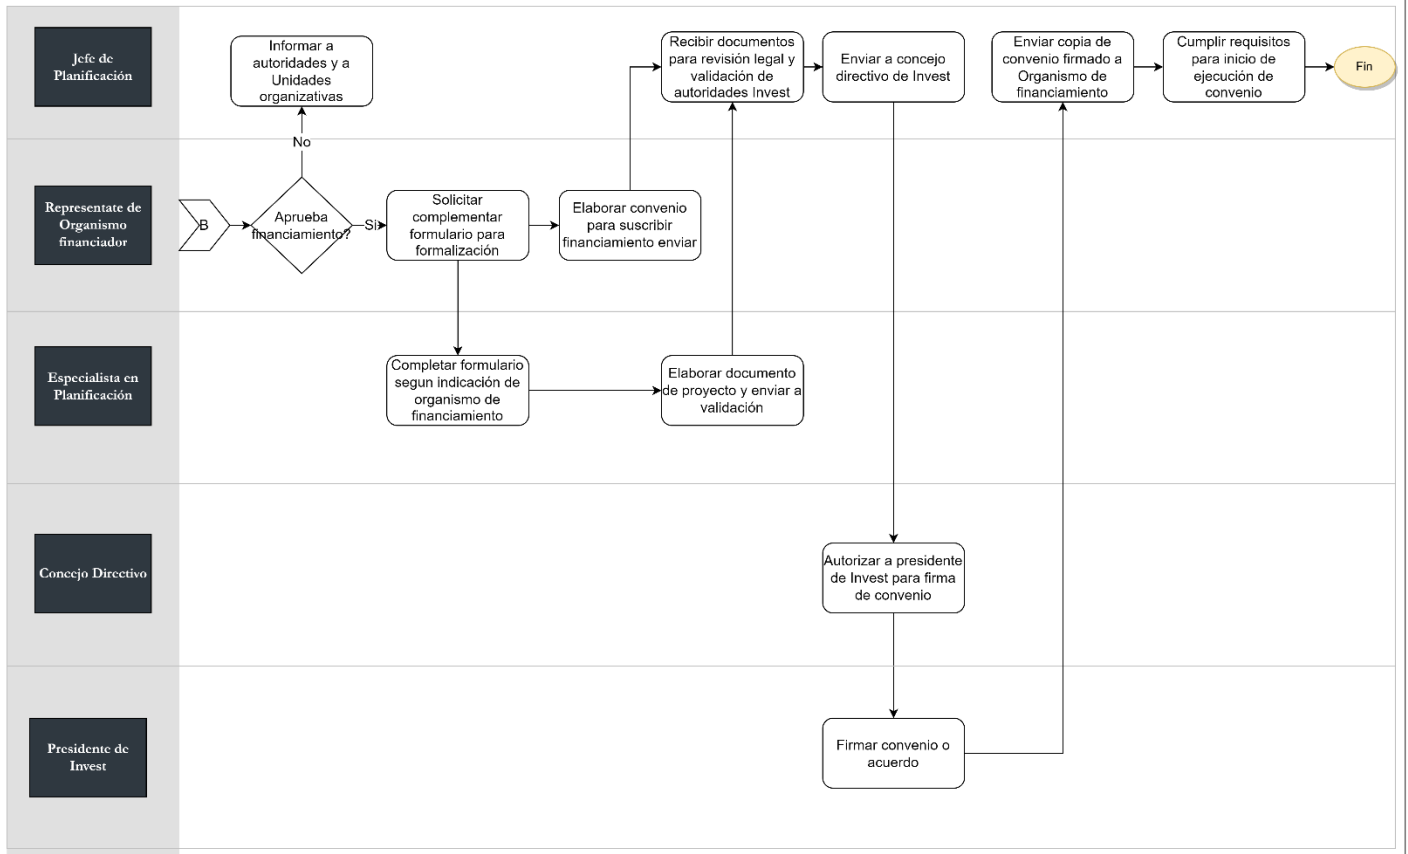 Jefe de
Planificación
Informar a
autoridades y a
Unidades
organizativas
Recibir documentos
para revisión legal y
validación de
autoridades Invest
Enviar a concejo
directivo de Invest
Enviar copia de
convenio firmado a
Organismo de
financiamiento
Cumplir requisitos
para inicio de
ejecución de
convenio
Fin
No
Representate de
Organismo
financiador
B
Aprueba
financiamiento?
Si
Solicitar
complementar
formulario para
formalización
Elaborar convenio
para suscribir
financiamiento enviar
Especialista en
Planificación
Completar formulario
segun indicación de
organismo de
financiamiento
Elaborar documento
de proyecto y enviar a
validación
Concejo Directivo
Autorizar a presidente
de Invest para firma
de convenio
Presidente de
Invest
Firmar convenio o
acuerdo